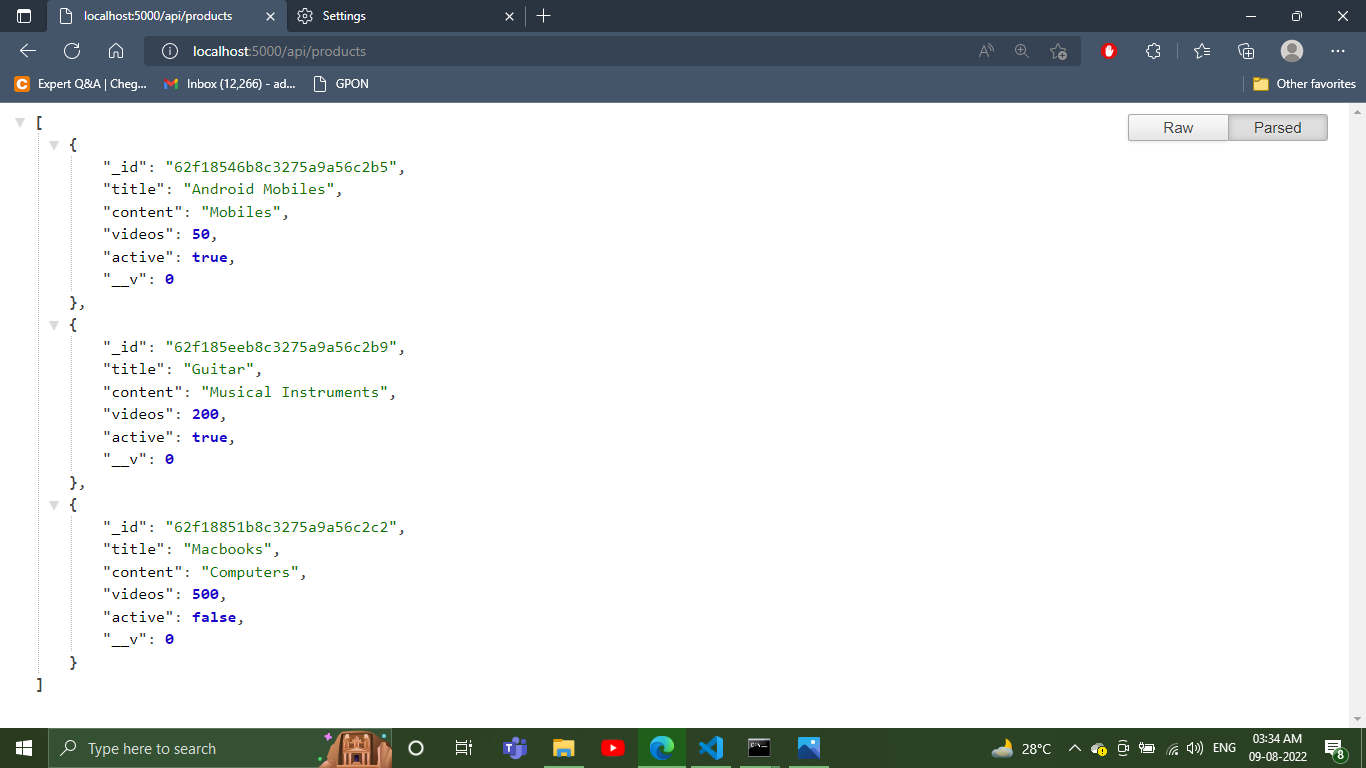 localhost:5000/api/products
Settings
localhost:5000/api/products
Expert Q&A | Cheg...
Inbox (12,266) - ad...
GPON
Other favorites
Raw
Parsed
[
{
"_id": "62f18546b8c3275a9a56c2b5",
"title": "Android Mobiles",
"content": "Mobiles",
"videos": 50,
"active": true,
"__v": 0
},
{
"_id": "62f185eeb8c3275a9a56c2b9",
"title": "Guitar",
"content": "Musical Instruments",
"videos": 200,
"active": true,
"__v": 0
},
{
"_id": "62f18851b8c3275a9a56c2c2",
"title": "Macbooks",
"content": "Computers",
"videos": 500,
"active": false,
"__v": 0
}
]
Type here to search
28°C
ENG
03:34 AM
09-08-2022
8